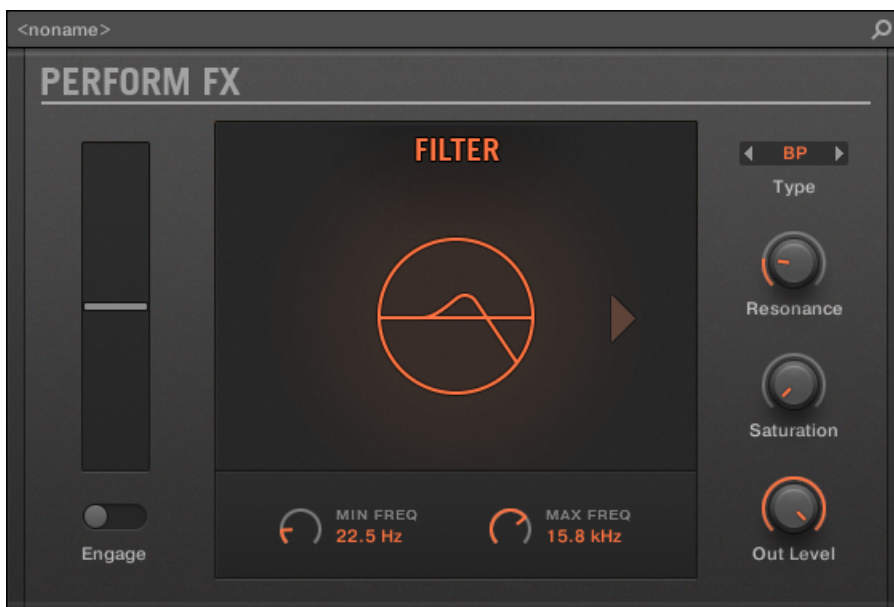 <noname>
PERFORM FX
FILTER
BP
Type
Resonance
Saturation
MIN FREQ
22.5 Hz
MAX FREQ
15.8 kHz
Engage
Out Level